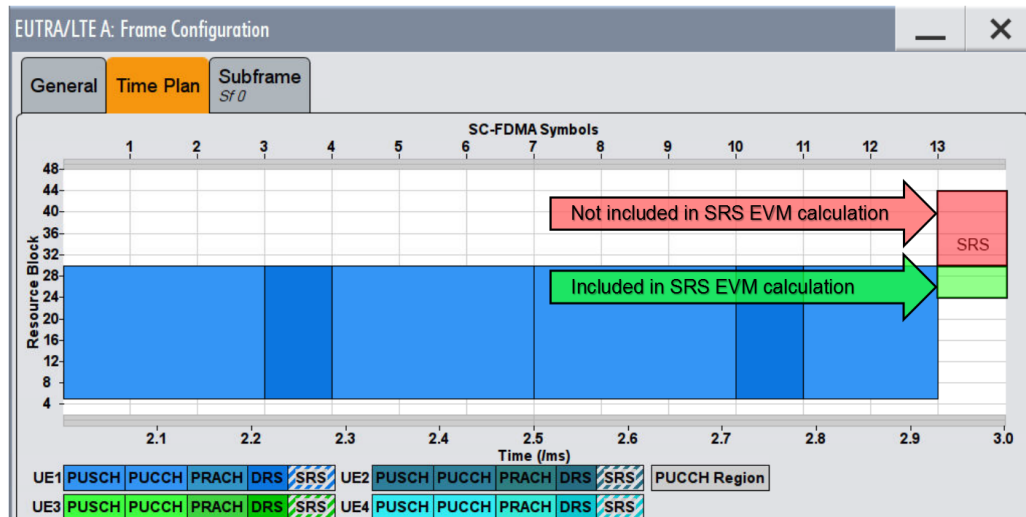 EUTRA/LTE A: Frame Configuration
General Time Plan Subframe
Sf 0
SC-FDMA Symbols
1 2 3 4 5 6 7 8 9 10 11 12 13
48
44
40
36
32
28
24
20
16
12
8
4
Resource Block
Not included in SRS EVM calculation
SRS
Included in SRS EVM calculation
2.1 2.2 2.3 2.4 2.5 2.6 2.7 2.8 2.9 3.0
Time (/ms)
UE1 PUSCH PUCCH PRACH DRS SRS UE2 PUSCH PUCCH PRACH DRS SRS PUCCH Region
UE3 PUSCH PUCCH PRACH DRS SRS UE4 PUSCH PUCCH PRACH DRS SRS